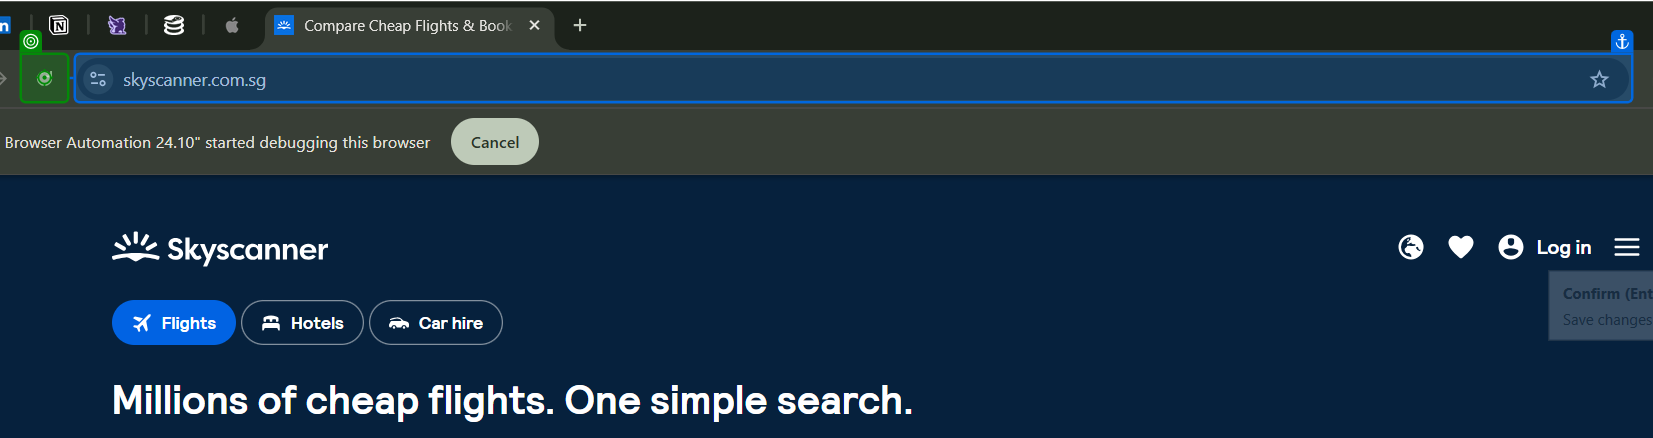 n
Compare Cheap Flights & Book
skyscanner.com.sg
Browser Automation 24.10" started debugging this browser
Cancel
Skyscanner
Log in
Confirm (Ent
Save changes
Flights
Hotels
Car hire
Millions of cheap flights. One simple search.